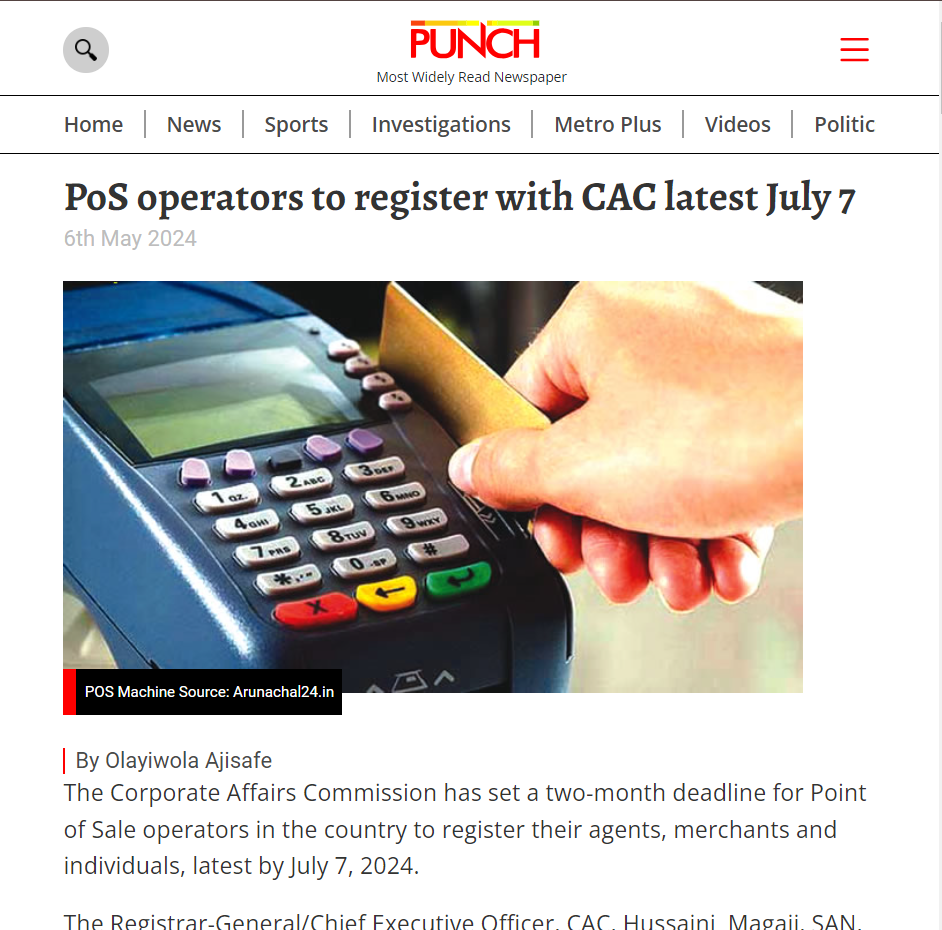 PUNCH
Most Widely Read Newspaper
Home
News
Sports
Investigations
Metro Plus
Videos
Politic
PoS operators to register with CAC latest July 7
6th May 2024
1 QZ.
2 ABC
3 DEF
4 GHI
5 JKL
6 MNO
7 PRS
8 TUV
9 WXY
*,'"
0 -SP
#
X
POS Machine Source: Arunachal24.in
By Olayiwola Ajisafe
The Corporate Affairs Commission has set a two-month deadline for Point
of Sale operators in the country to register their agents, merchants and
individuals, latest by July 7, 2024.
The Registrar-General/Chief Executive Officer, CAC, Hussaini, Magaji, SAN,